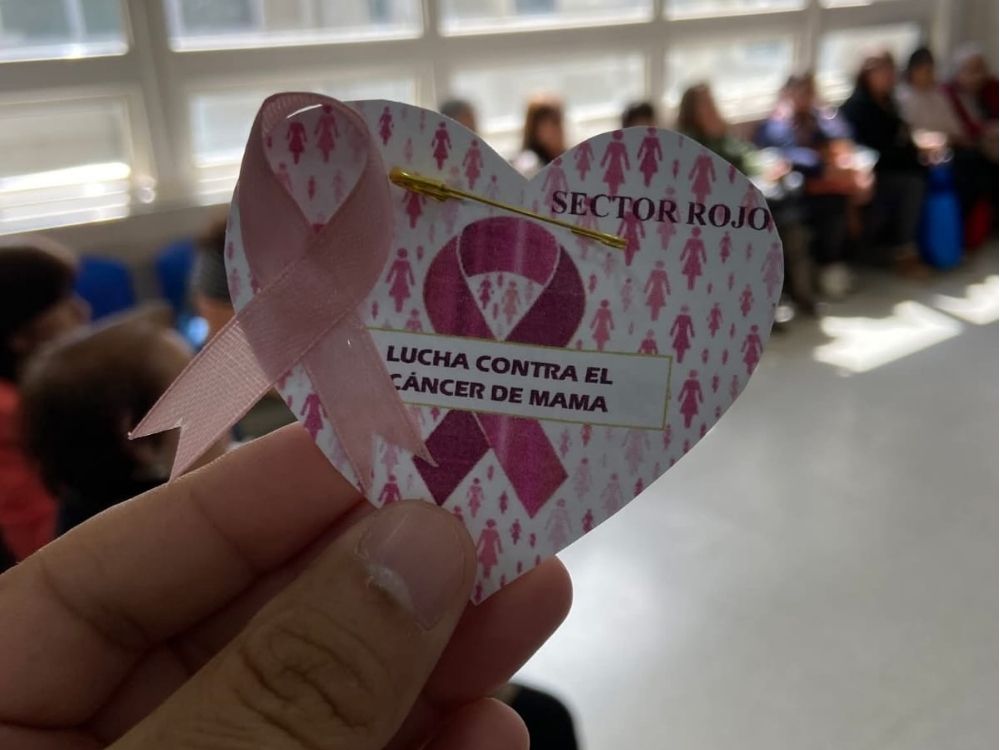 SECTOR ROJO
LUCHA CONTRA EL
CÁNCER DE MAMA